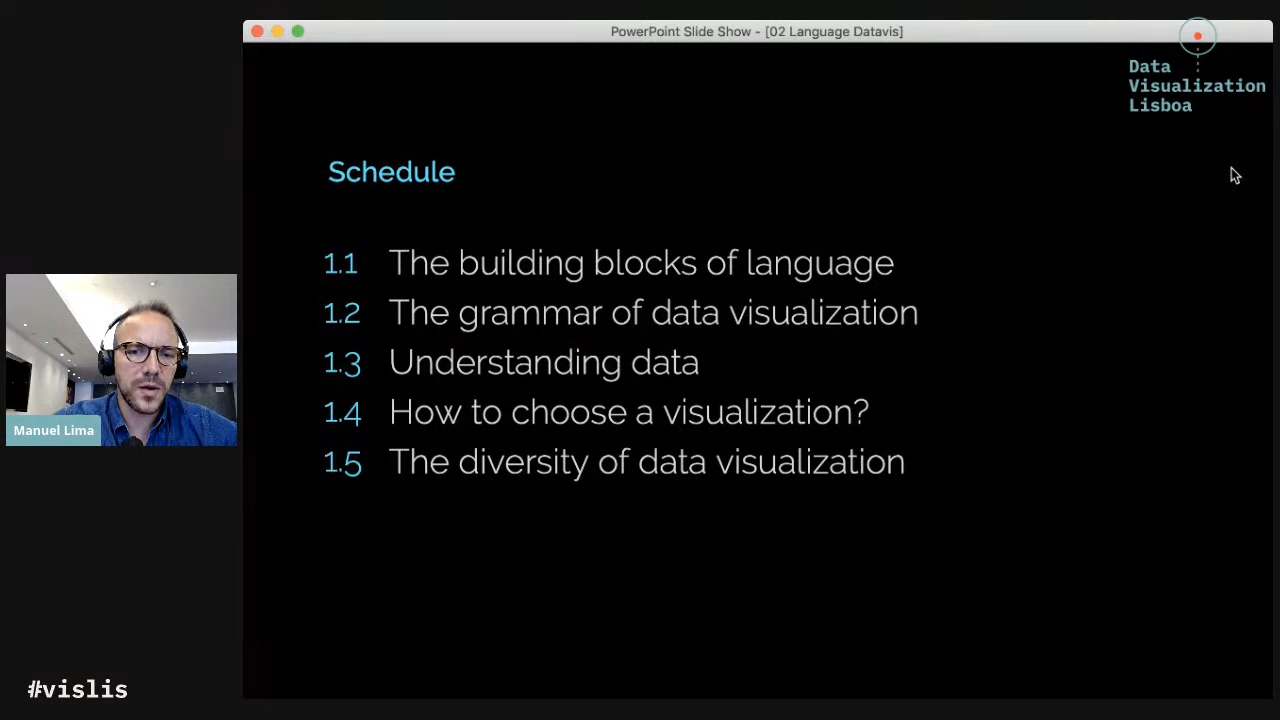 PowerPoint Slide Show - [02 Language Datavis]
Data
Visualization
Lisboa
Schedule
1.1 The building blocks of language
1.2 The grammar of data visualization
1.3 Understanding data
1.4 How to choose a visualization?
1.5 The diversity of data visualization
Manuel Lima
#vislis